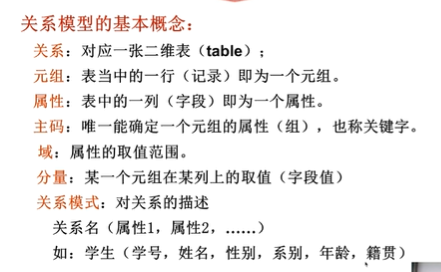 关系模型的基本概念：
关系：对应一张二维表（table）；
元组：表当中的一行（记录）即为一个元组。
属性：表中的一列（字段）即为一个属性。
主码：唯一能确定一个元组的属性（组），也称关键字。
域：属性的取值范围。
分量：某一个元组在某列上的取值（字段值）
关系模式：对关系的描述
关系名（属性1，属性2，……）
如：学生（学号，姓名，性别，系别，年龄，籍贯）